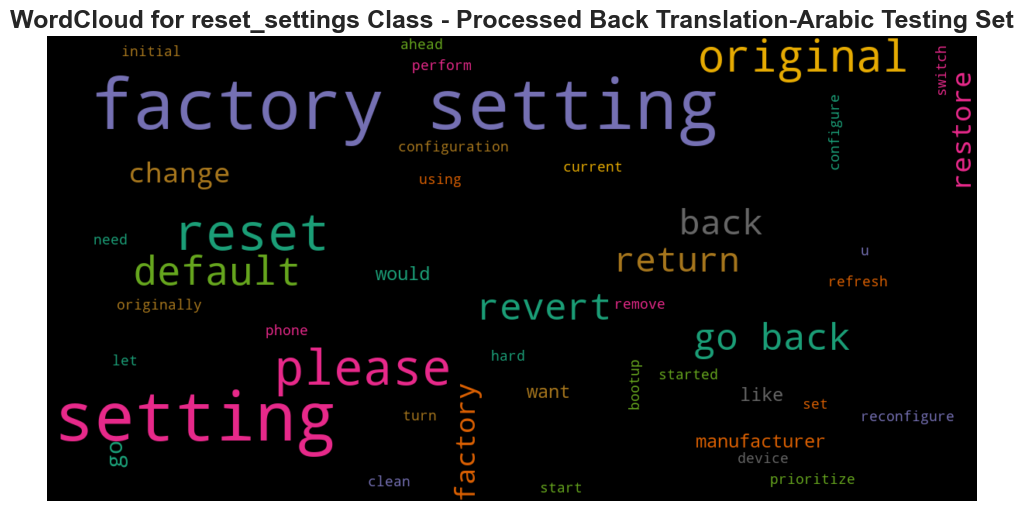 WordCloud for reset_settings Class - Processed Back Translation-Arabic Testing Set
initial
ahead
perform
original
switch
restore
factory setting
configure
configuration
current
change
using
back
reset
need
return
u
default
would
refresh
originally
revert
remove
phone
go back
hard
let
please
bootup
started
want
like
set
setting
turn
factory
reconfigure
go
manufacturer
device
clean
start
prioritize